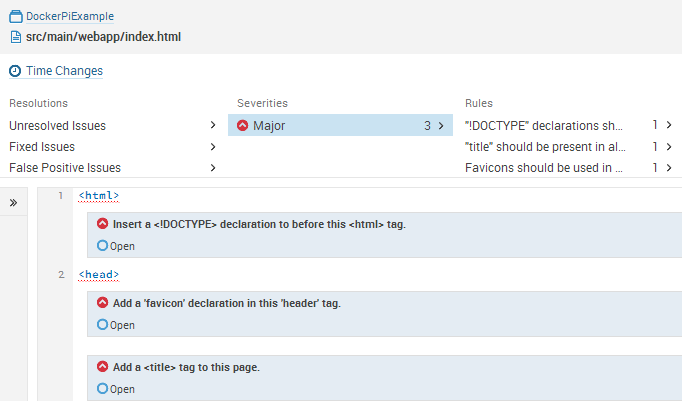 DockerPiExample
src/main/webapp/index.html
Time Changes
Resolutions Severities Rules
Unresolved Issues Major 3 "!DOCTYPE" declarations sh... 1
Fixed Issues "title" should be present in al... 1
False Positive Issues Favicons should be used in ... 1
1 <html>
Insert a <!DOCTYPE> declaration to before this <html> tag.
Open
2 <head>
Add a 'favicon' declaration in this 'header' tag.
Open
Add a <title> tag to this page.
Open